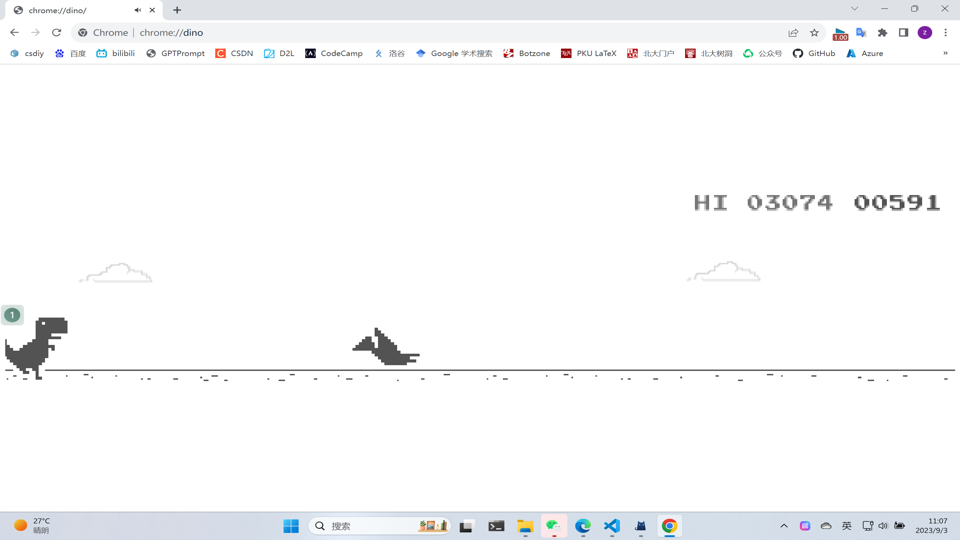 chrome://dino/
Chrome | chrome://dino
1.00
z
csdiy 百度 bilibili GPTPrompt CSDN D2L CodeCamp 洛谷 Google 学术搜索 Botzone PKU LaTeX 北大门户 北大树洞 公众号 GitHub Azure »
HI 03074 00591
1
27°C
晴朗
搜索
英
11:07
2023/9/3